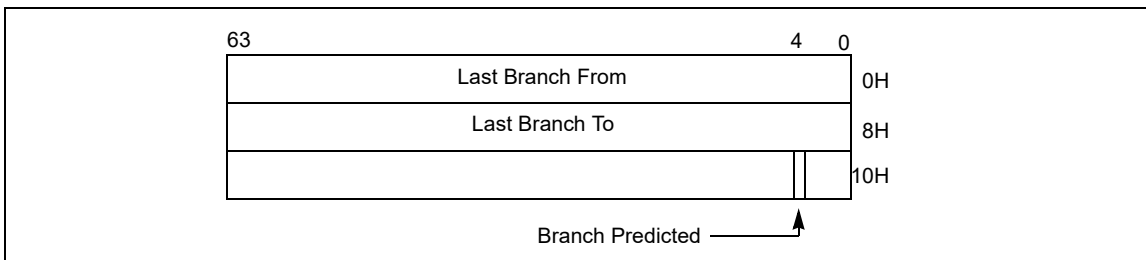 63 4 0
Last Branch From 0H
Last Branch To 8H
10H
Branch Predicted